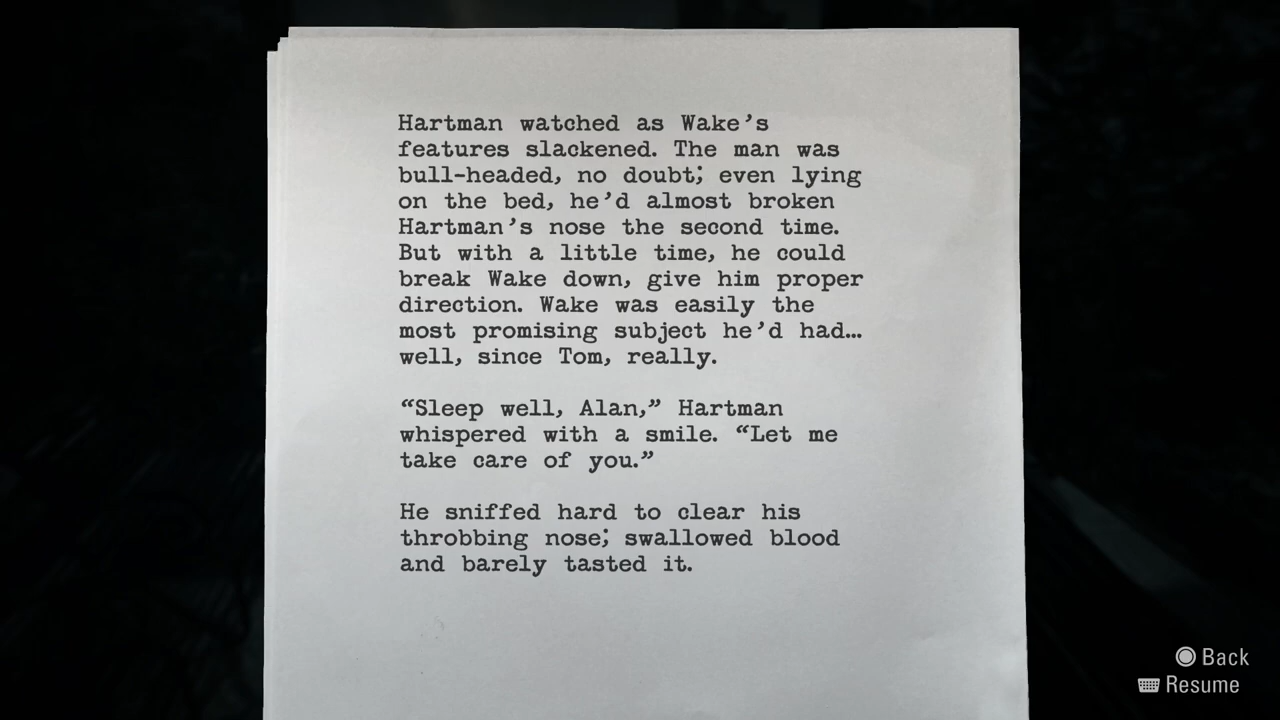 Hartman watched as Wake’s
features slackened. The man was
bull-headed, no doubt; even lying
on the bed, he’d almost broken
Hartman’s nose the second time.
But with a little time, he could
break Wake down, give him proper
direction. Wake was easily the
most promising subject he’d had…
well, since Tom, really.
“Sleep well, Alan,” Hartman
whispered with a smile. “Let me
take care of you.”
He sniffed hard to clear his
throbbing nose; swallowed blood
and barely tasted it.
Back
Resume